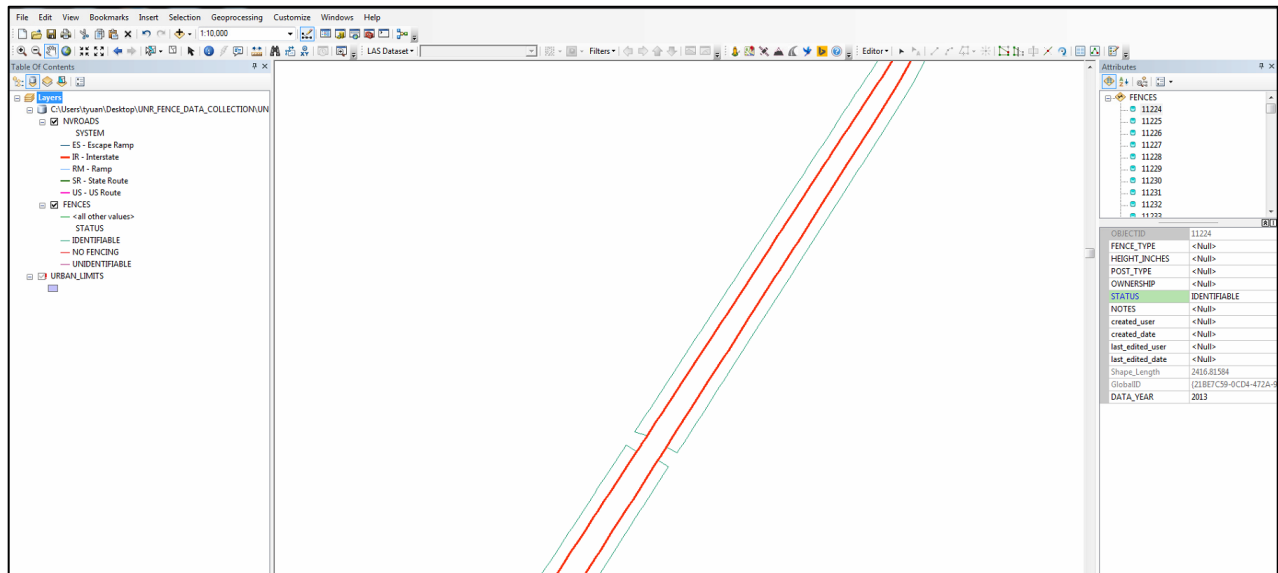 File Edit View Bookmarks Insert Selection Geoprocessing Customize Windows Help
1:10,000
LAS Dataset Filters Editor
Table Of Contents
Layers
C:\Users\tyuan\Desktop\UNR_FENCE_DATA_COLLECTION\UN
NVROADS
SYSTEM
ES - Escape Ramp
IR - Interstate
RM - Ramp
SR - State Route
US - US Route
FENCES
<all other values>
STATUS
IDENTIFIABLE
NO FENCING
UNIDENTIFIABLE
URBAN_LIMITS
Attributes
FENCES
11224
11225
11226
11227
11228
11229
11230
11231
11232
11233
OBJECTID 11224
FENCE_TYPE <Null>
HEIGHT_INCHES <Null>
POST_TYPE <Null>
OWNERSHIP <Null>
STATUS IDENTIFIABLE
NOTES <Null>
created_user <Null>
created_date <Null>
last_edited_user <Null>
last_edited_date <Null>
Shape_Length 2416.81584
GlobalID {218E7C59-0CD4-472A-9
DATA_YEAR 2013